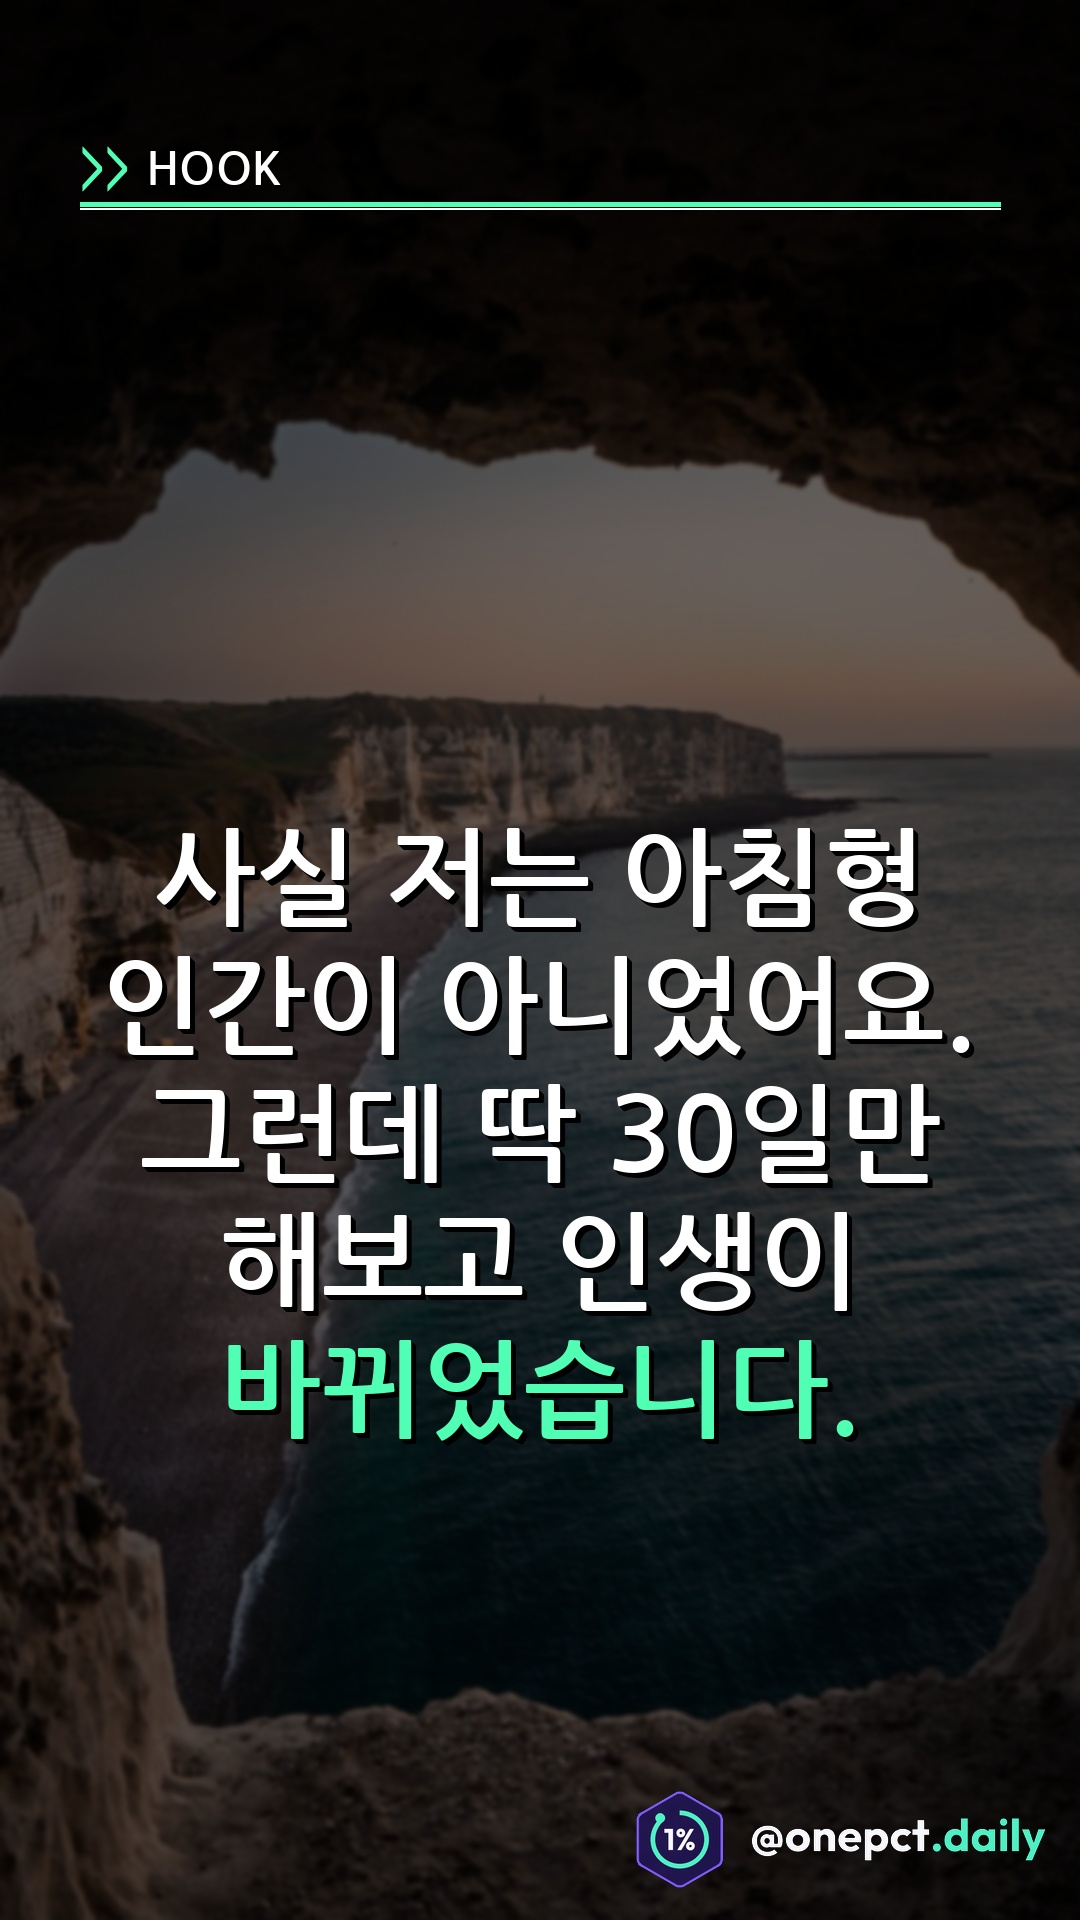 HOOK
사실 저는 아침형
인간이 아니었어요.
그런데 딱 30일만
해보고 인생이
바뀌었습니다.
1%
@onepct.daily